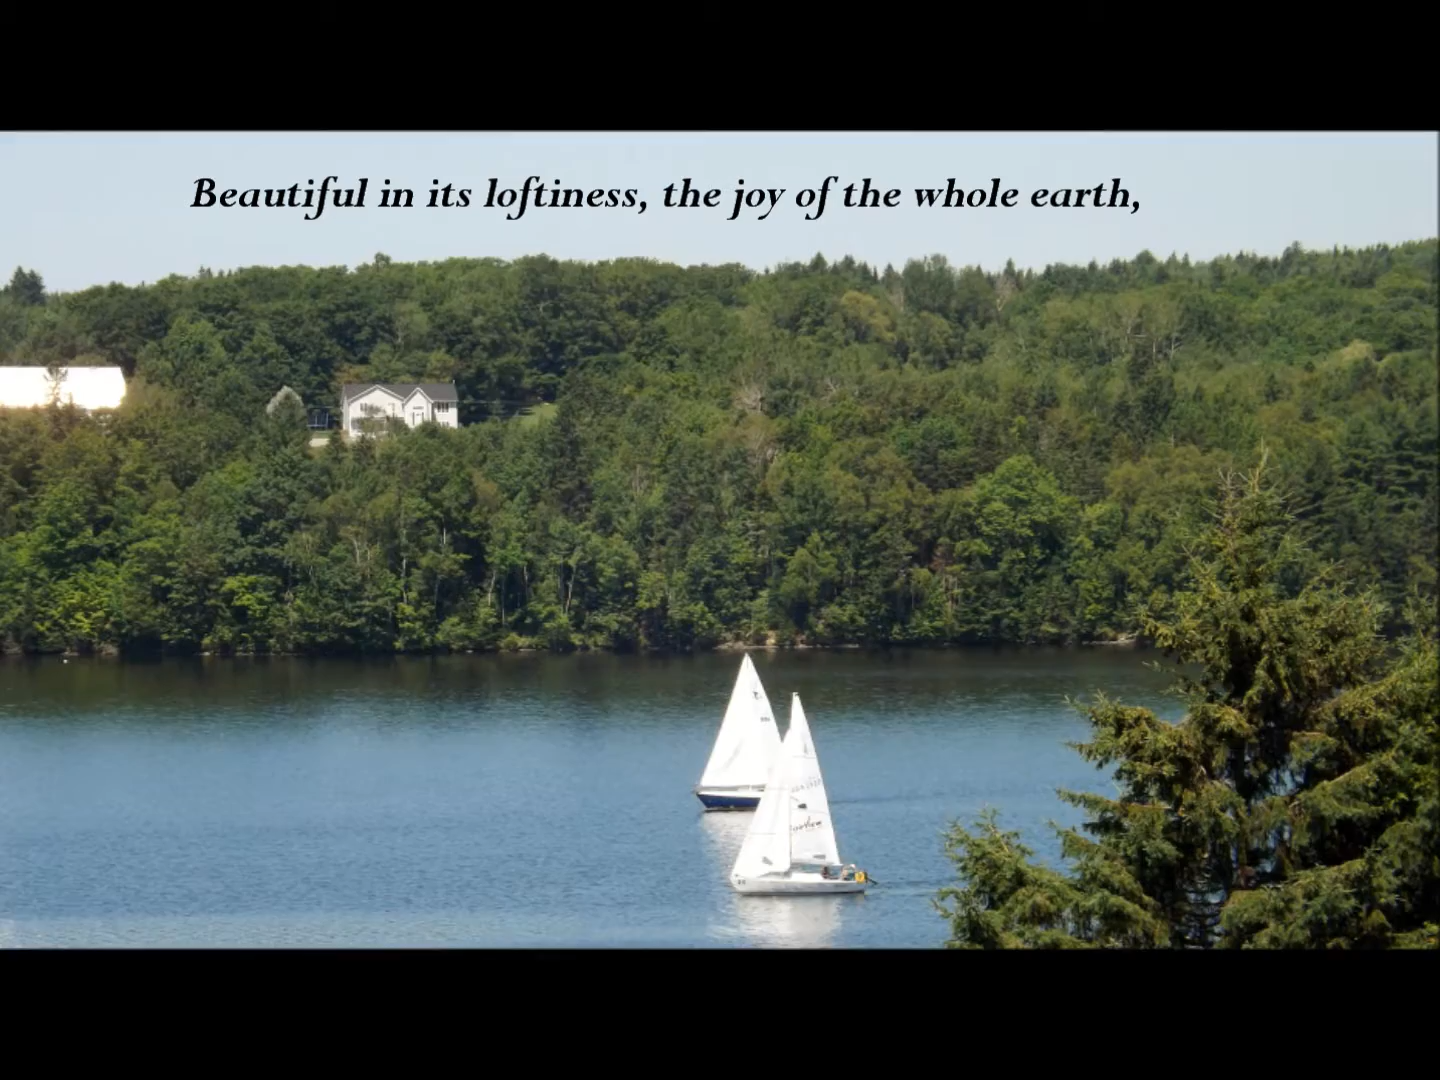 Beautiful in its loftiness, the joy of the whole earth,